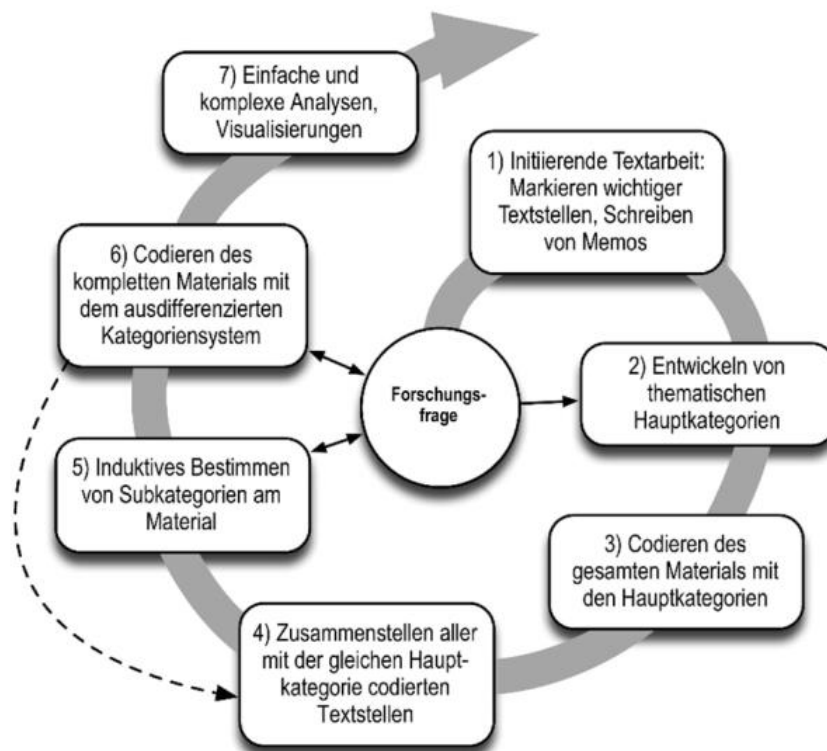 7) Einfache und
komplexe Analysen,
Visualisierungen
1) Initiierende Textarbeit:
Markieren wichtiger
Textstellen, Schreiben
von Memos
6) Codieren des
kompletten Materials mit
dem ausdifferenzierten
Kategoriensystem
Forschungs-
frage
2) Entwickeln von
thematischen
Hauptkategorien
5) Induktives Bestimmen
von Subkategorien am
Material
3) Codieren des
gesamten Materials mit
den Hauptkategorien
4) Zusammenstellen aller
mit der gleichen Haupt-
kategorie codierten
Textstellen